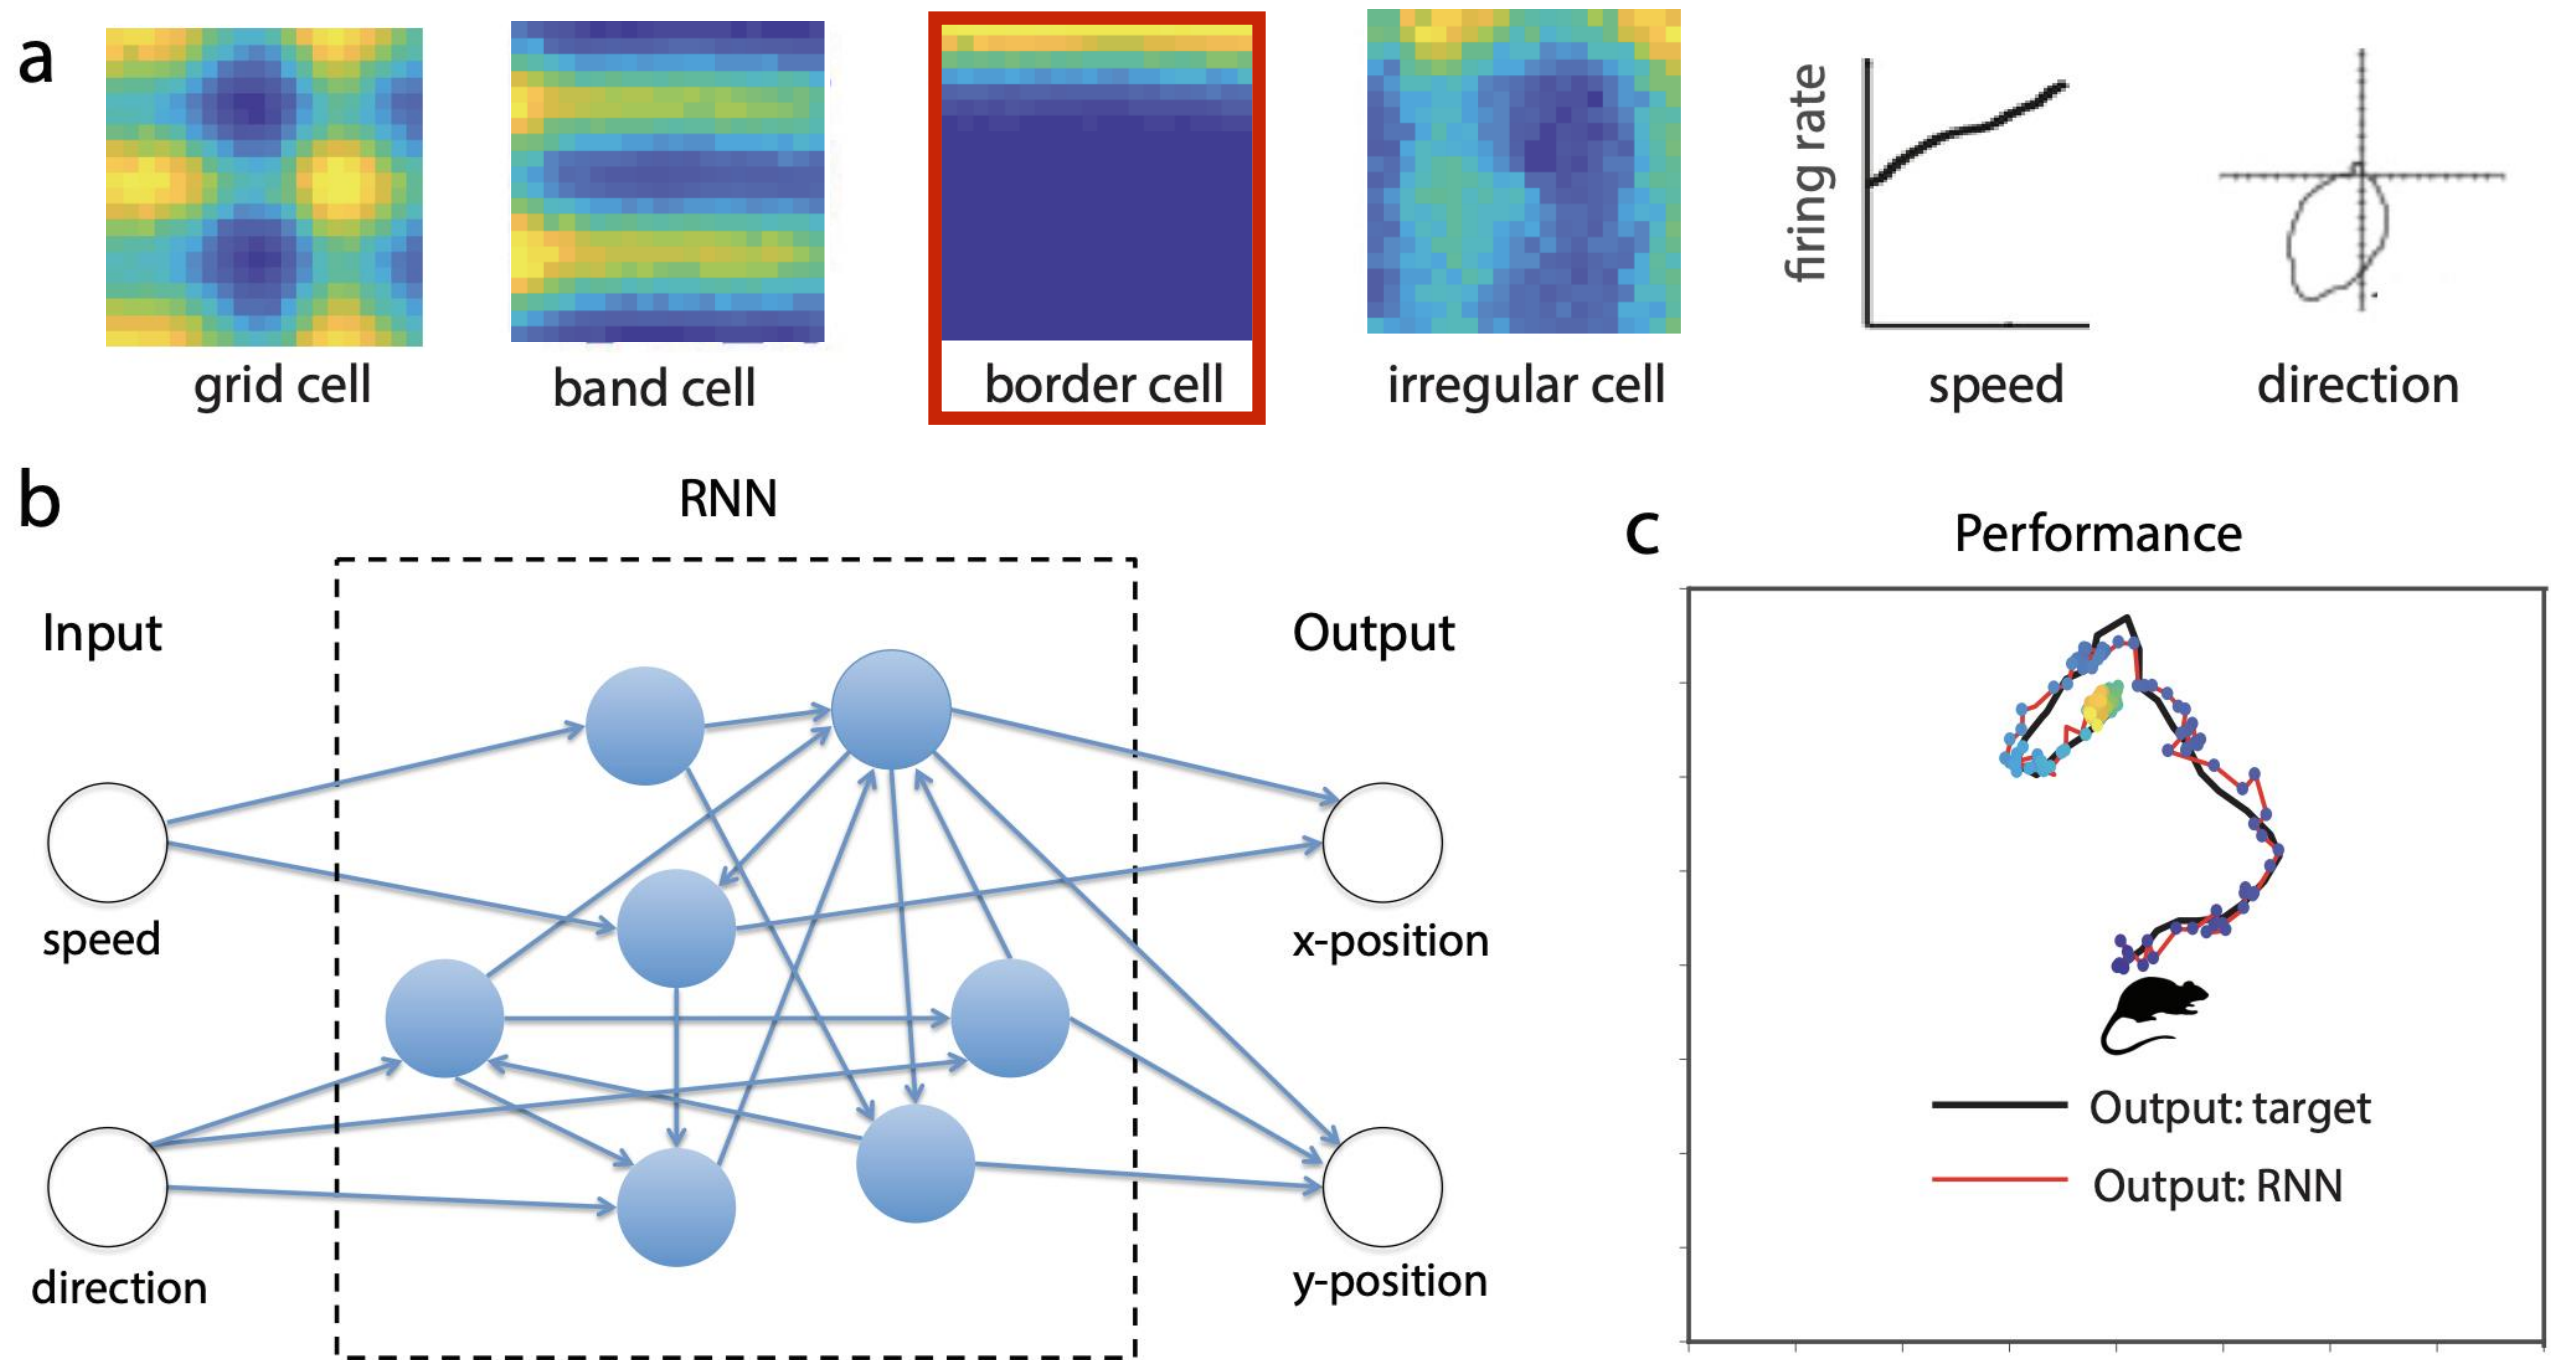 a
grid cell
band cell
border cell
irregular cell
firing rate
speed
direction
b
RNN
Input
Output
speed
x-position
direction
y-position
c
Performance
Output: target
Output: RNN